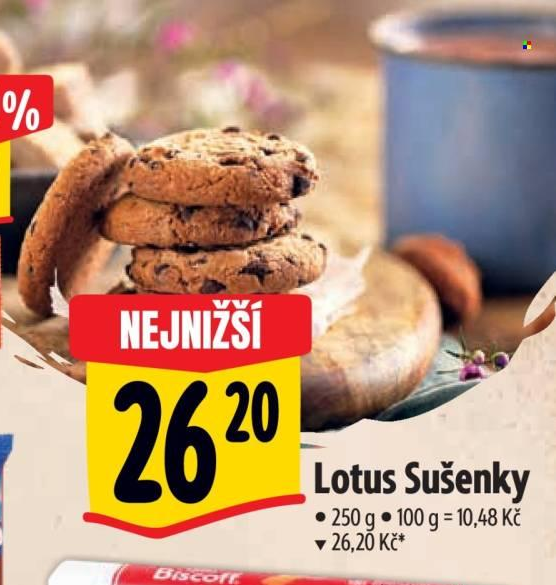 %
NEJNIŽŠÍ
26 20
Lotus Sušenky
• 250 g • 100 g = 10,48 Kč
▾ 26,20 Kč*
Biscoff